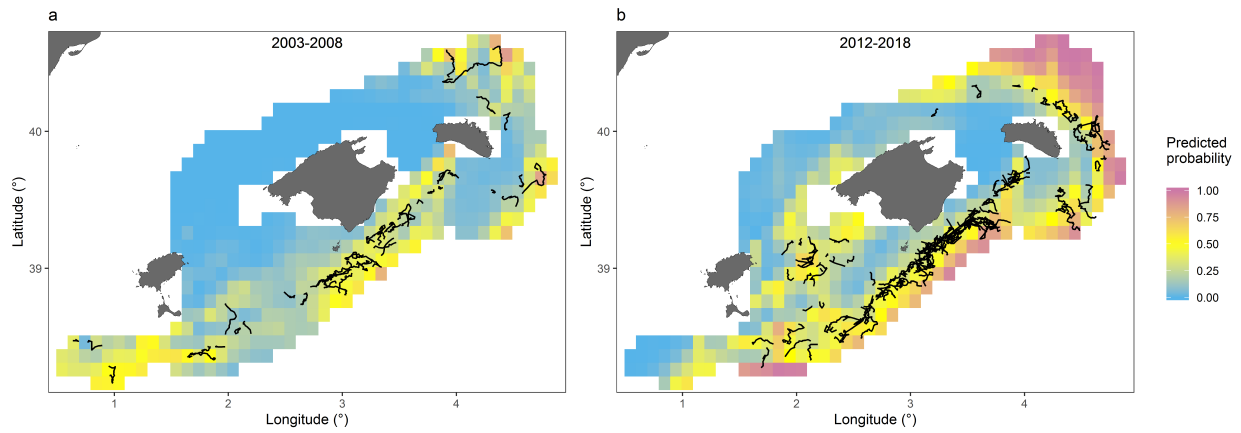 a
2003-2008
40
39
Latitude (°)
1
2
3
4
Longitude (°)
b
2012-2018
40
39
Latitude (°)
1
2
3
4
Longitude (°)
Predicted
probability
1.00
0.75
0.50
0.25
0.00